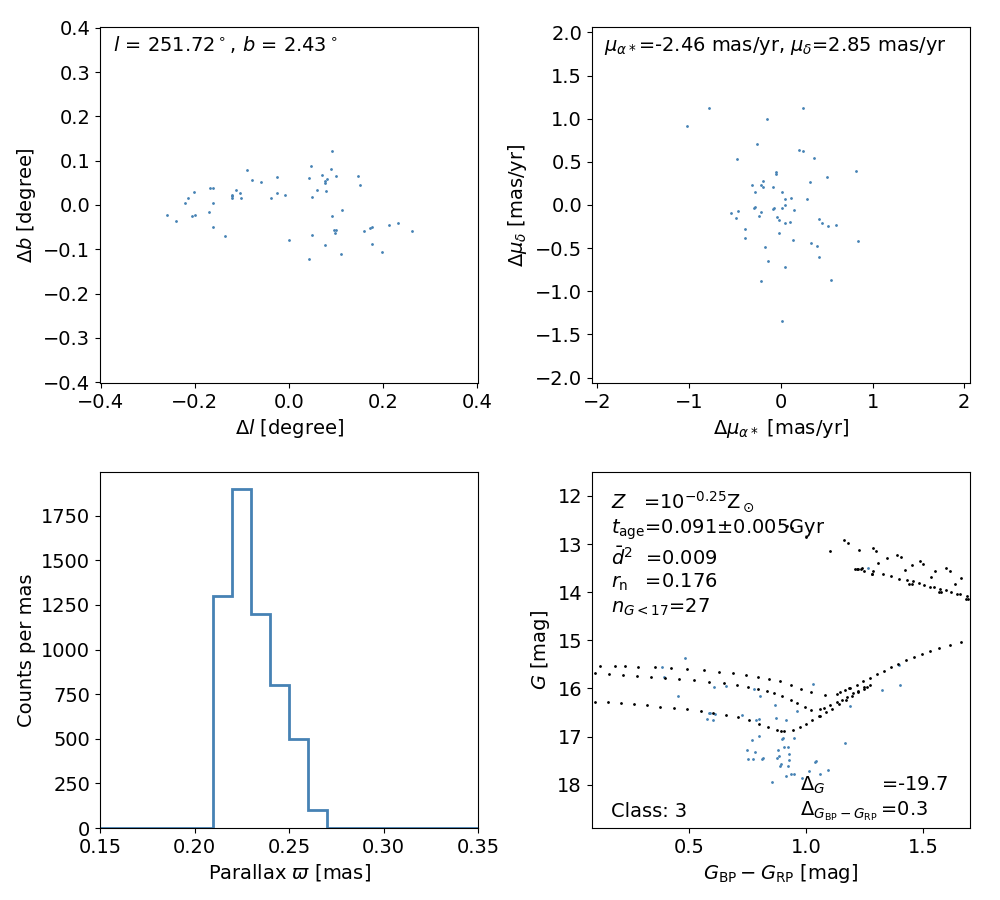 l = 251.72°, b = 2.43°
0.4
0.3
0.2
0.1
0.0
−0.1
−0.2
−0.3
−0.4
Δb [degree]
−0.4 −0.2 0.0 0.2 0.4
Δl [degree]
μα*=-2.46 mas/yr, μδ=2.85 mas/yr
2.0
1.5
1.0
0.5
0.0
−0.5
−1.0
−1.5
−2.0
Δμδ [mas/yr]
−2 −1 0 1 2
Δμα* [mas/yr]
1750
1500
1250
1000
750
500
250
0
Counts per mas
0.15 0.20 0.25 0.30 0.35
Parallax ϖ [mas]
Z =10^−0.25 Z⊙
tage=0.091±0.005Gyr
d̄² =0.009
rn =0.176
nG<17=27
12
13
14
15
16
17
18
G [mag]
ΔG =-19.7
ΔGBP−GRP=0.3
Class: 3
0.5 1.0 1.5
GBP − GRP [mag]